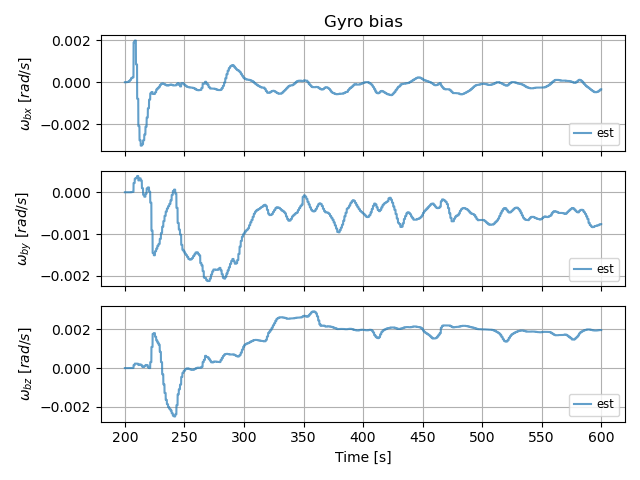 Gyro bias
0.002
0.000
−0.002
ω_bx [rad/s]
est
0.000
−0.001
−0.002
ω_by [rad/s]
est
0.002
0.000
−0.002
ω_bz [rad/s]
est
200 250 300 350 400 450 500 550 600
Time [s]